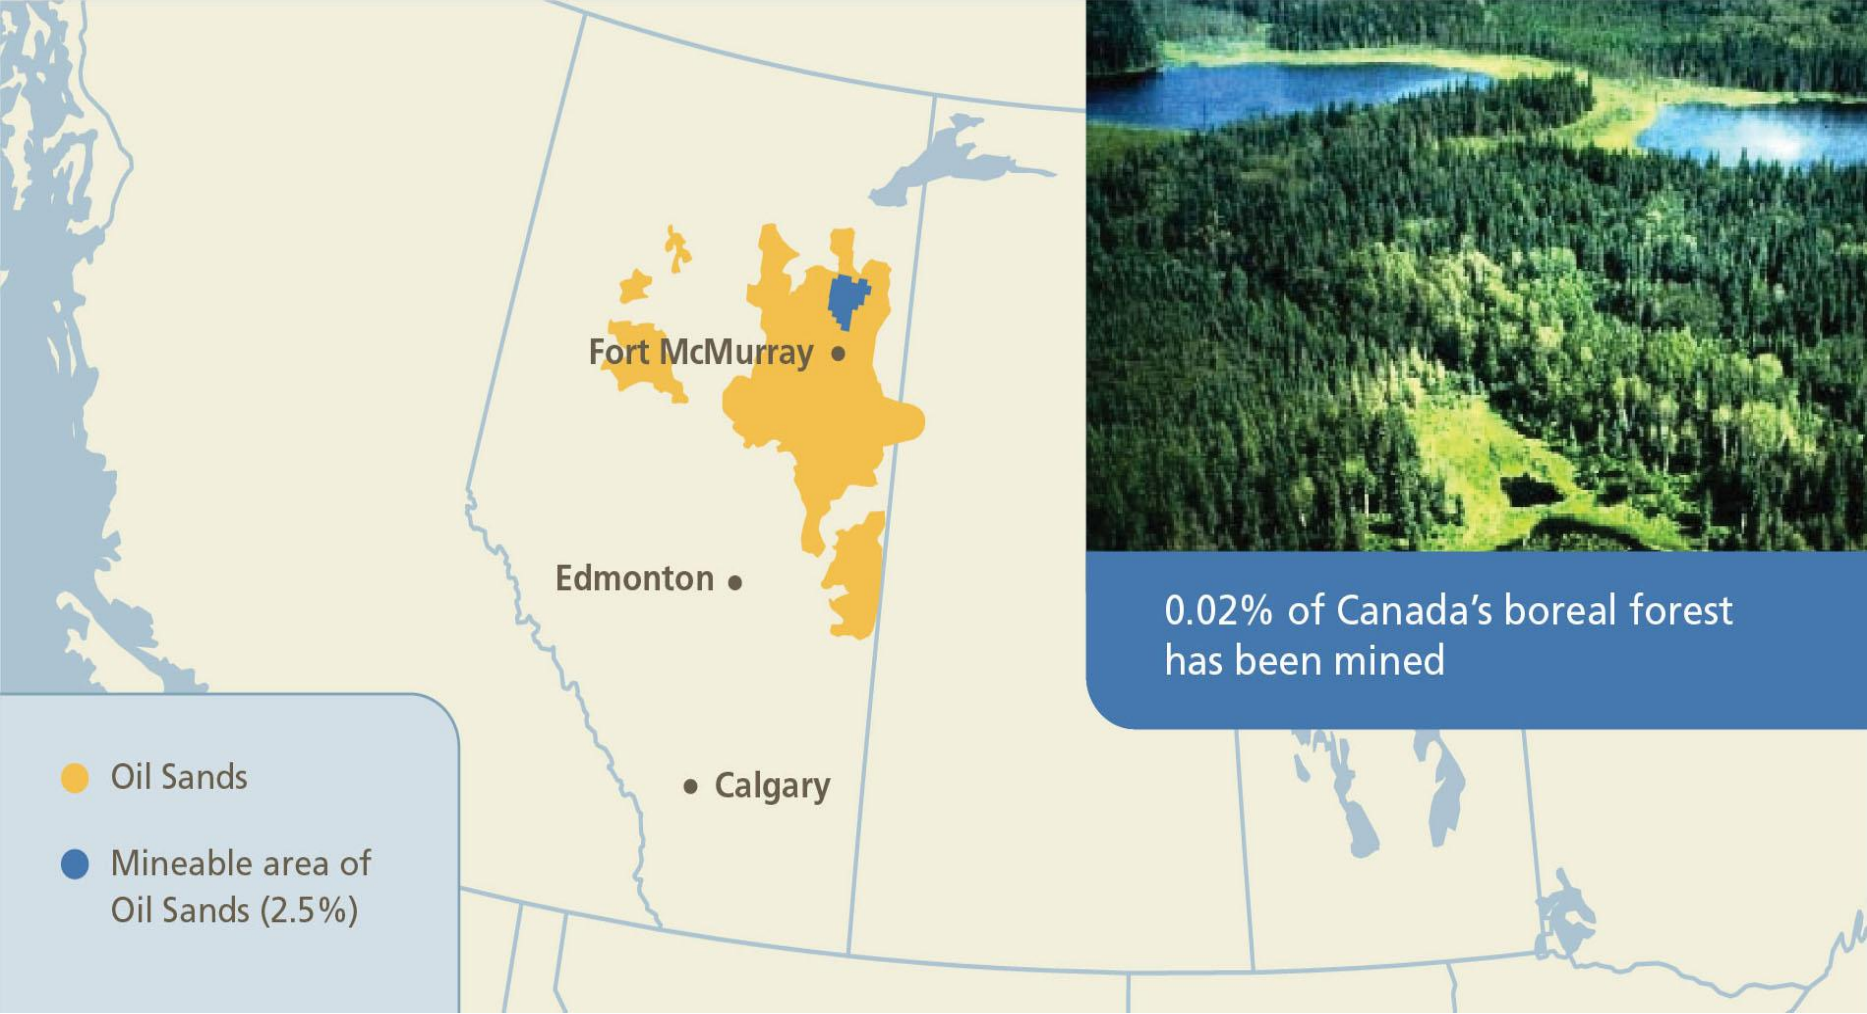 Fort McMurray
Edmonton
Calgary
0.02% of Canada’s boreal forest
has been mined
Oil Sands
Mineable area of
Oil Sands (2.5%)